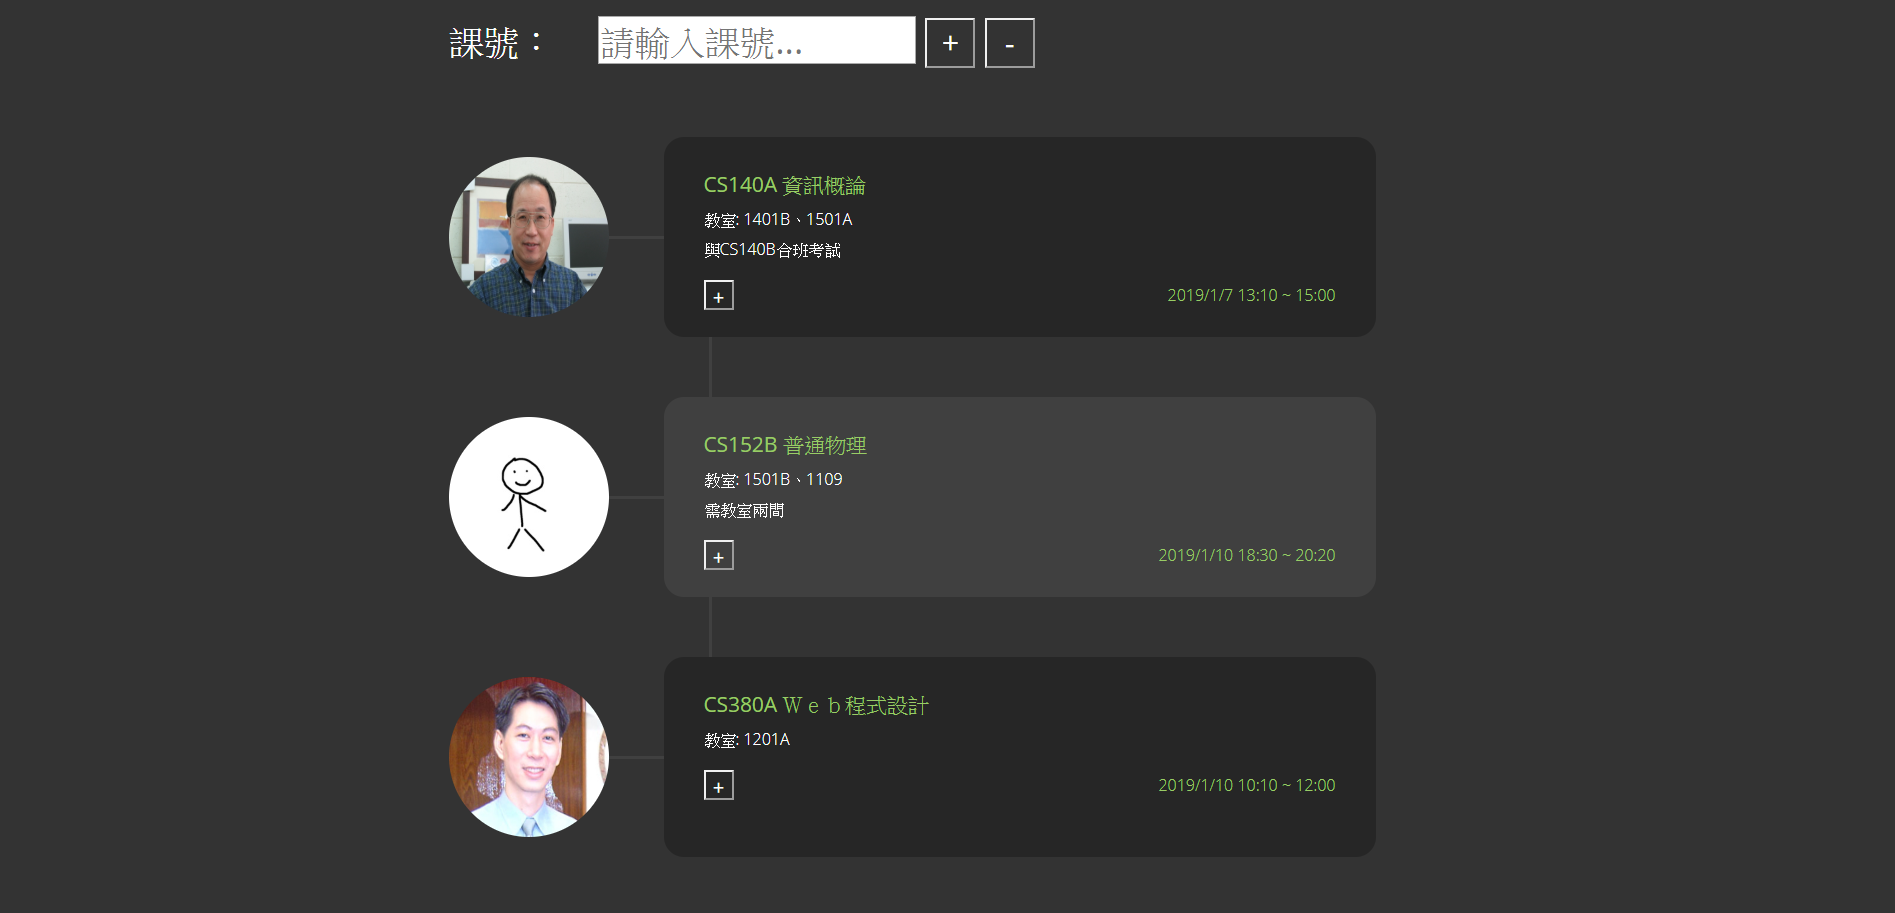 課號：
請輸入課號...
+
-
CS140A 資訊概論
教室: 1401B、1501A
與CS140B合班考試
+
2019/1/7 13:10 ~ 15:00
CS152B 普通物理
教室: 1501B、1109
需教室兩間
+
2019/1/10 18:30 ~ 20:20
CS380A Ｗｅｂ程式設計
教室: 1201A
+
2019/1/10 10:10 ~ 12:00